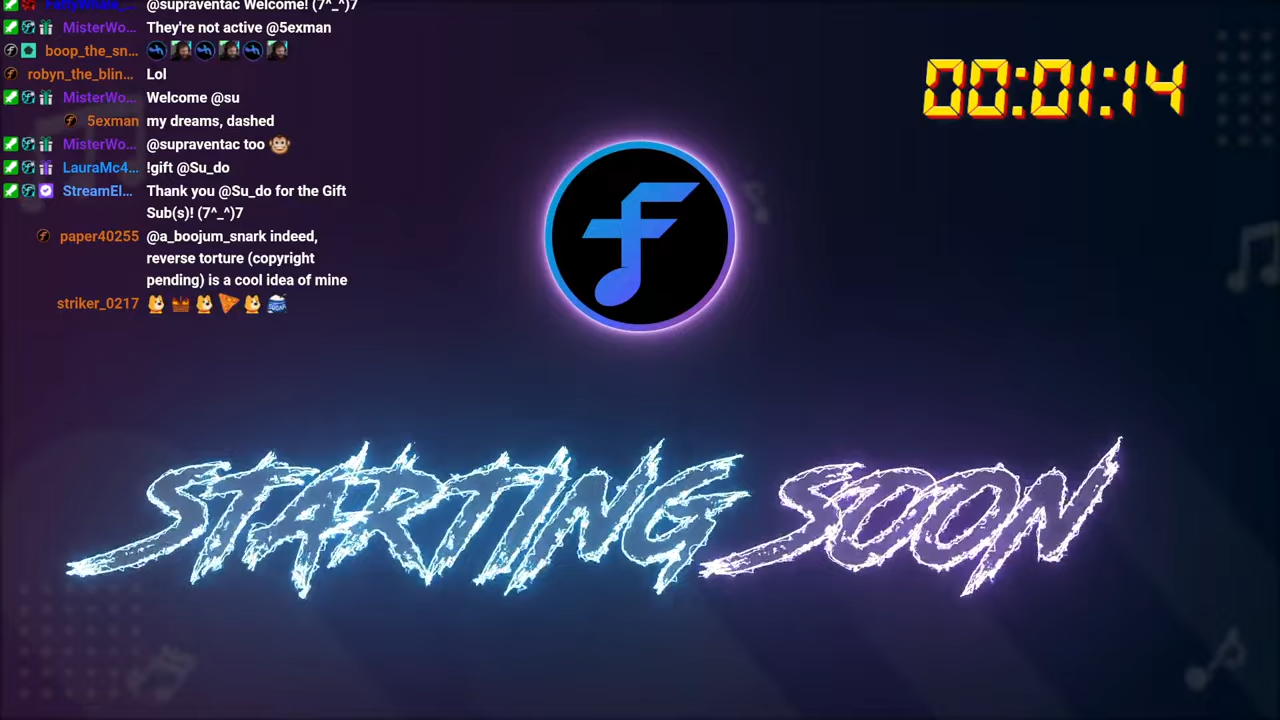 FattyWhale_... @supraventac Welcome! (7^_^)7
MisterWo... They're not active @5exman
boop_the_sn...
robyn_the_blin... Lol
MisterWo... Welcome @su
5exman my dreams, dashed
MisterWo... @supraventac too
LauraMc4... !gift @Su_do
StreamEl... Thank you @Su_do for the Gift
Sub(s)! (7^_^)7
paper40255 @a_boojum_snark indeed,
reverse torture (copyright
pending) is a cool idea of mine
striker_0217
00:01:14
STARTING SOON